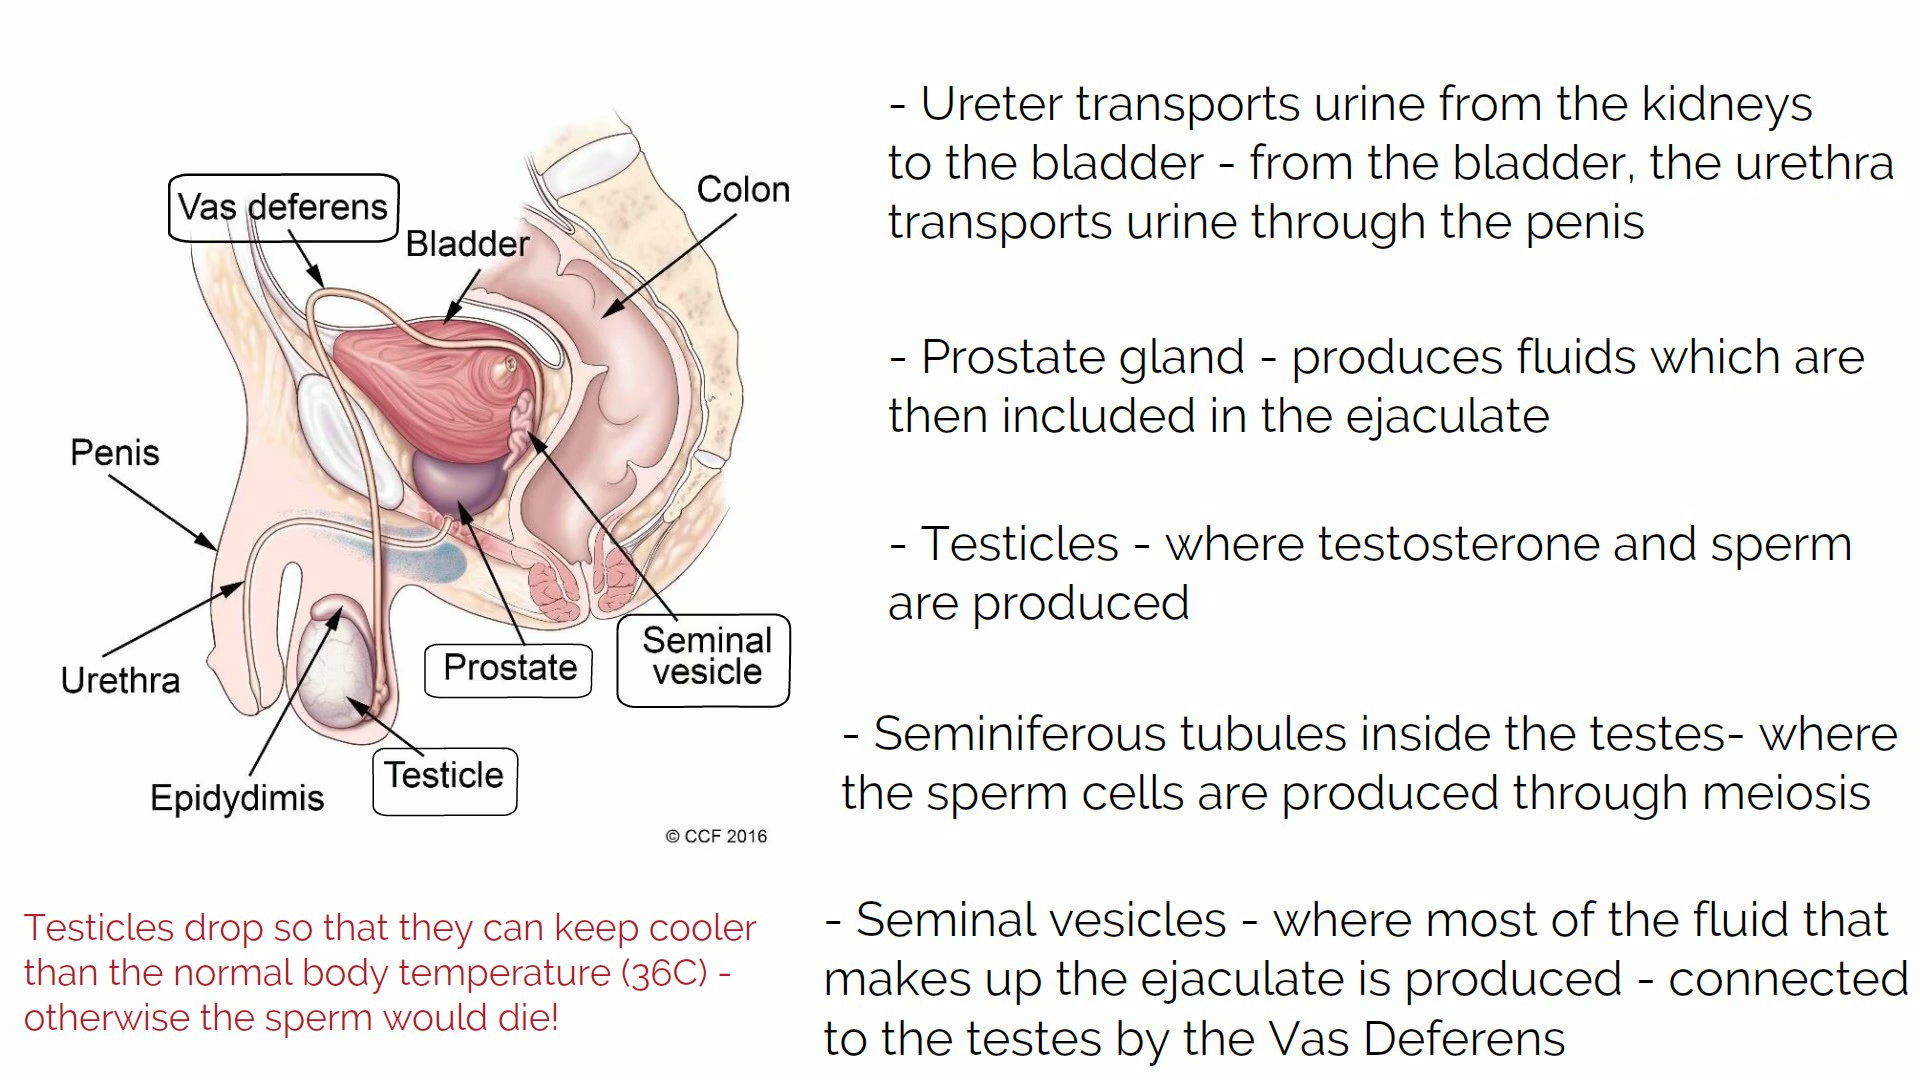 Vas deferens
Bladder
Colon
Penis
Urethra
Epidydimis
Testicle
Prostate
Seminal
vesicle
© CCF 2016
Testicles drop so that they can keep cooler
than the normal body temperature (36C) -
otherwise the sperm would die!
- Ureter transports urine from the kidneys
to the bladder - from the bladder, the urethra
transports urine through the penis
- Prostate gland - produces fluids which are
then included in the ejaculate
- Testicles - where testosterone and sperm
are produced
- Seminiferous tubules inside the testes- where
the sperm cells are produced through meiosis
- Seminal vesicles - where most of the fluid that
makes up the ejaculate is produced - connected
to the testes by the Vas Deferens